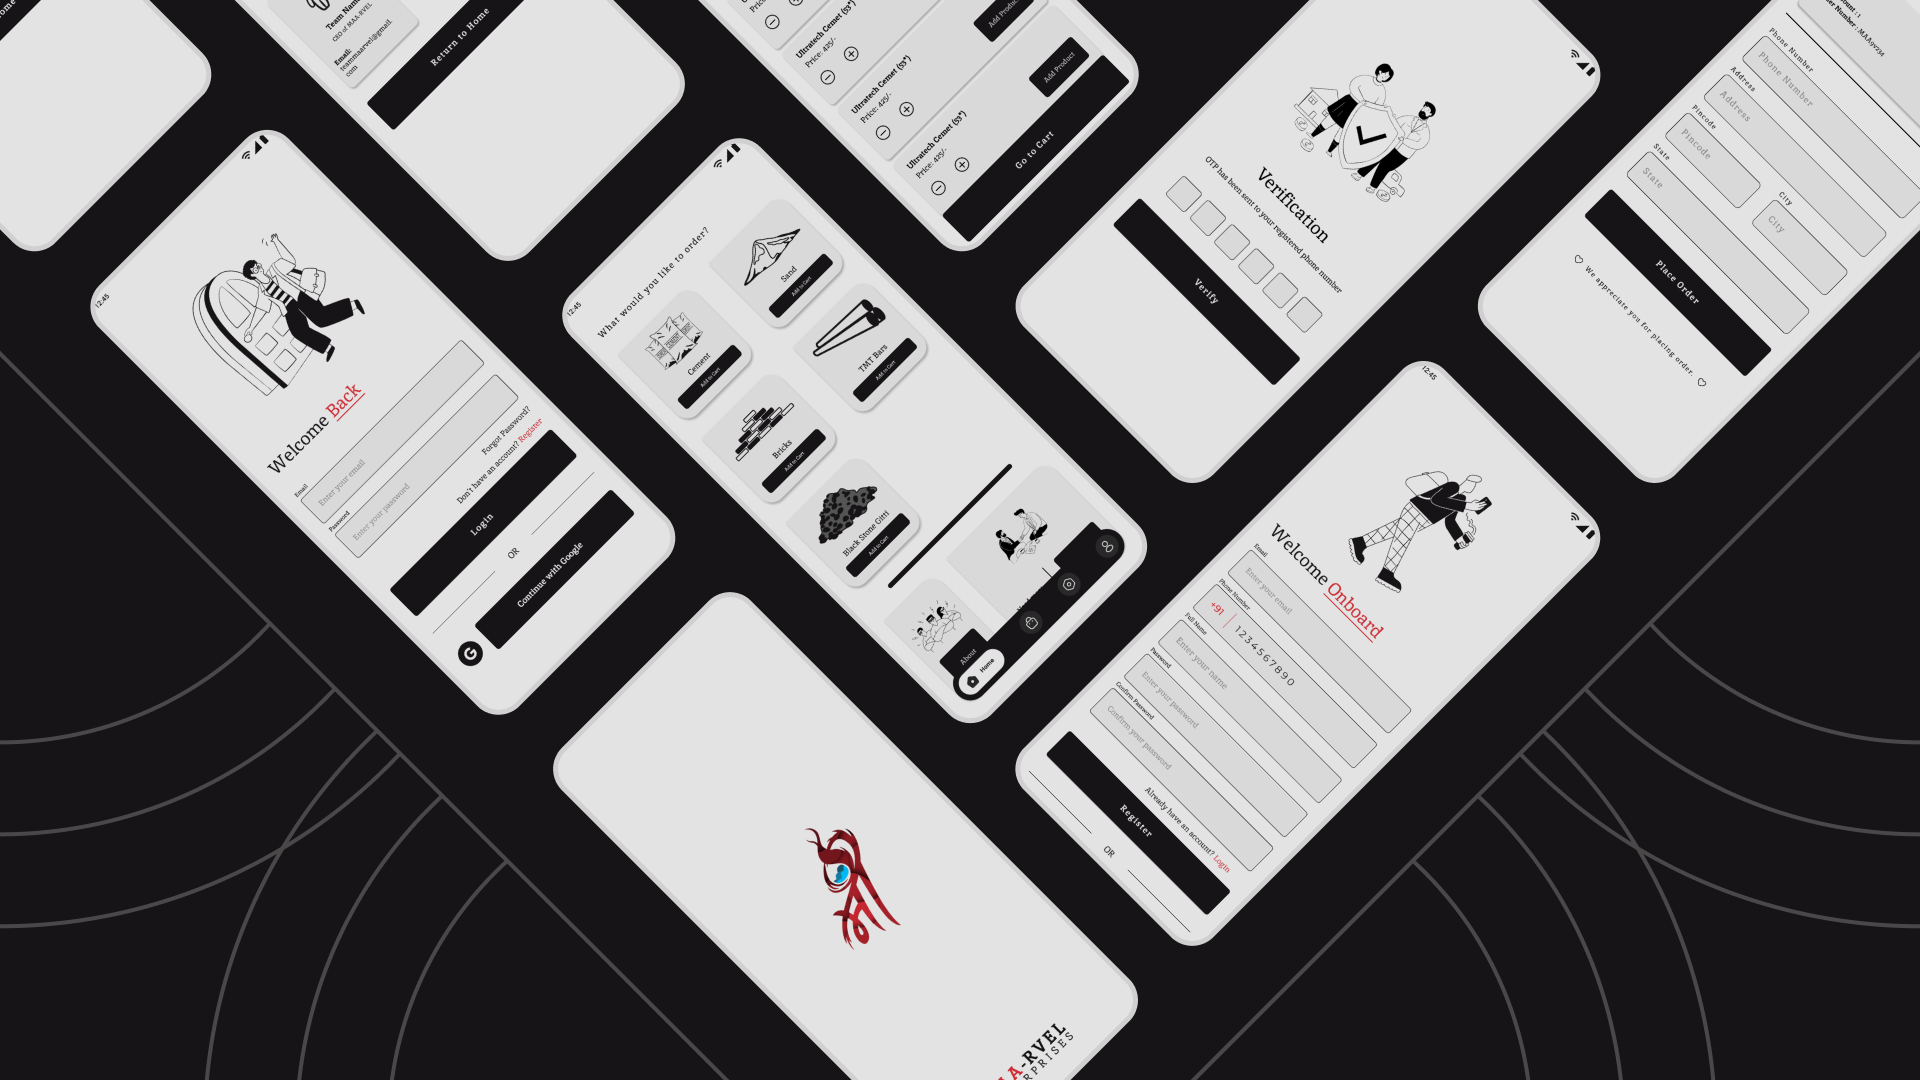 Team Name
CEO of MAA-RVEL
Email:
teammaarvel@gmail.
com
Return to Home
Ultratech Cemet (53*)
Price: 425/-
Add Product
Ultratech Cemet (53*)
Price: 425/-
Add Product
Ultratech Cemet (53*)
Price: 425/-
Go to Cart
Verification
OTP has been sent to your registered phone number
Verify
Phone Number
Phone Number
Address
Address
Pincode
Pincode
City
City
State
State
Place Order
We appreciate you for placing order.
12:45
Welcome Back
Email
Enter your email
Password
Enter your password
Forgot Password?
Don't have an account? Register
Login
OR
Continue with Google
G
12:45
What would you like to order?
Cement
Add to Cart
Sand
Add to Cart
Bricks
Add to Cart
TMT Bars
Add to Cart
Black Stone Gitti
Add to Cart
About
Home
12:45
Welcome Onboard
Email
Enter your email
Phone Number
+91
1234567890
Full Name
Enter your name
Password
Enter your password
Confirm Password
Confirm your password
Already have an account? Login
Register
OR
A-RVEL
RPRISES